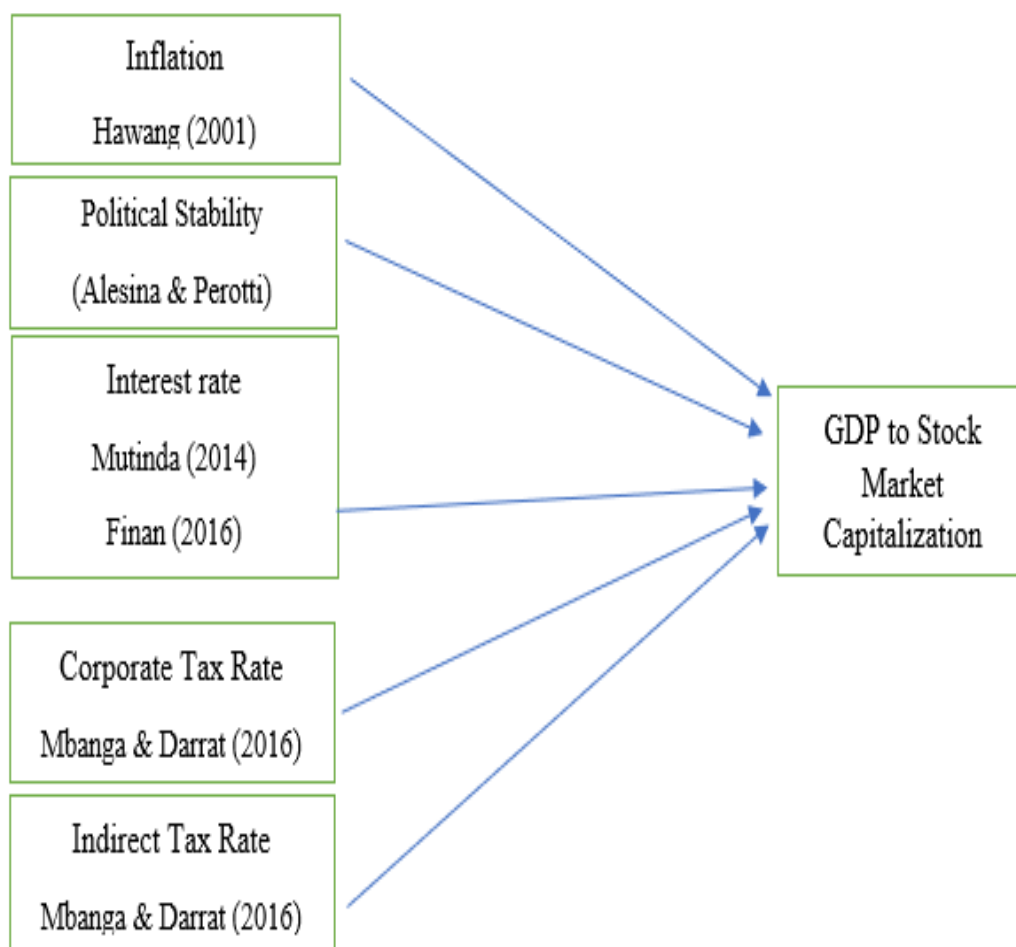 Inflation
Hawang (2001)
Political Stability
(Alesina & Perotti)
Interest rate
Mutinda (2014)
Finan (2016)
GDP to Stock
Market
Capitalization
Corporate Tax Rate
Mbanga & Darrat (2016)
Indirect Tax Rate
Mbanga & Darrat (2016)